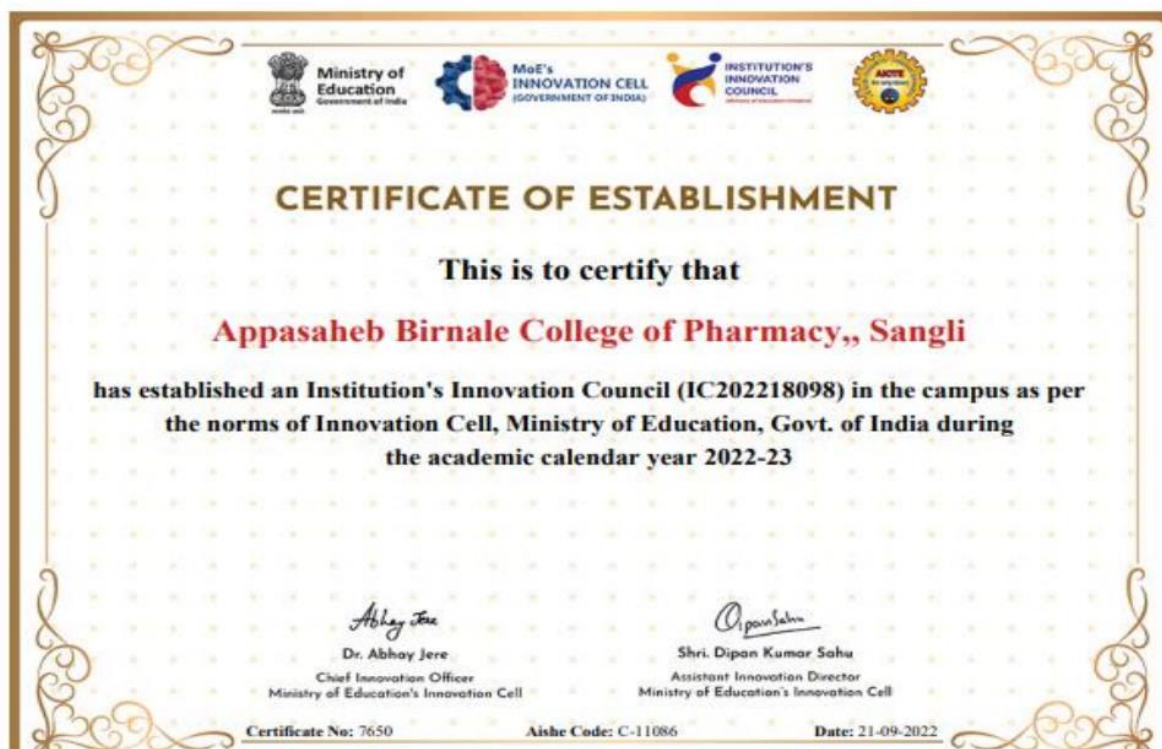 Ministry of
Education
Government of India
MoE's
INNOVATION CELL
(GOVERNMENT OF INDIA)
INSTITUTION'S
INNOVATION
COUNCIL
AICTE
CERTIFICATE OF ESTABLISHMENT
This is to certify that
Appasaheb Birnale College of Pharmacy,, Sangli
has established an Institution's Innovation Council (IC202218098) in the campus as per
the norms of Innovation Cell, Ministry of Education, Govt. of India during
the academic calendar year 2022-23
Abhay Jere
Dipan Sahu
Dr. Abhay Jere
Shri. Dipan Kumar Sahu
Chief Innovation Officer
Assistant Innovation Director
Ministry of Education's Innovation Cell
Ministry of Education's Innovation Cell
Certificate No: 7650
Aishe Code: C-11086
Date: 21-09-2022